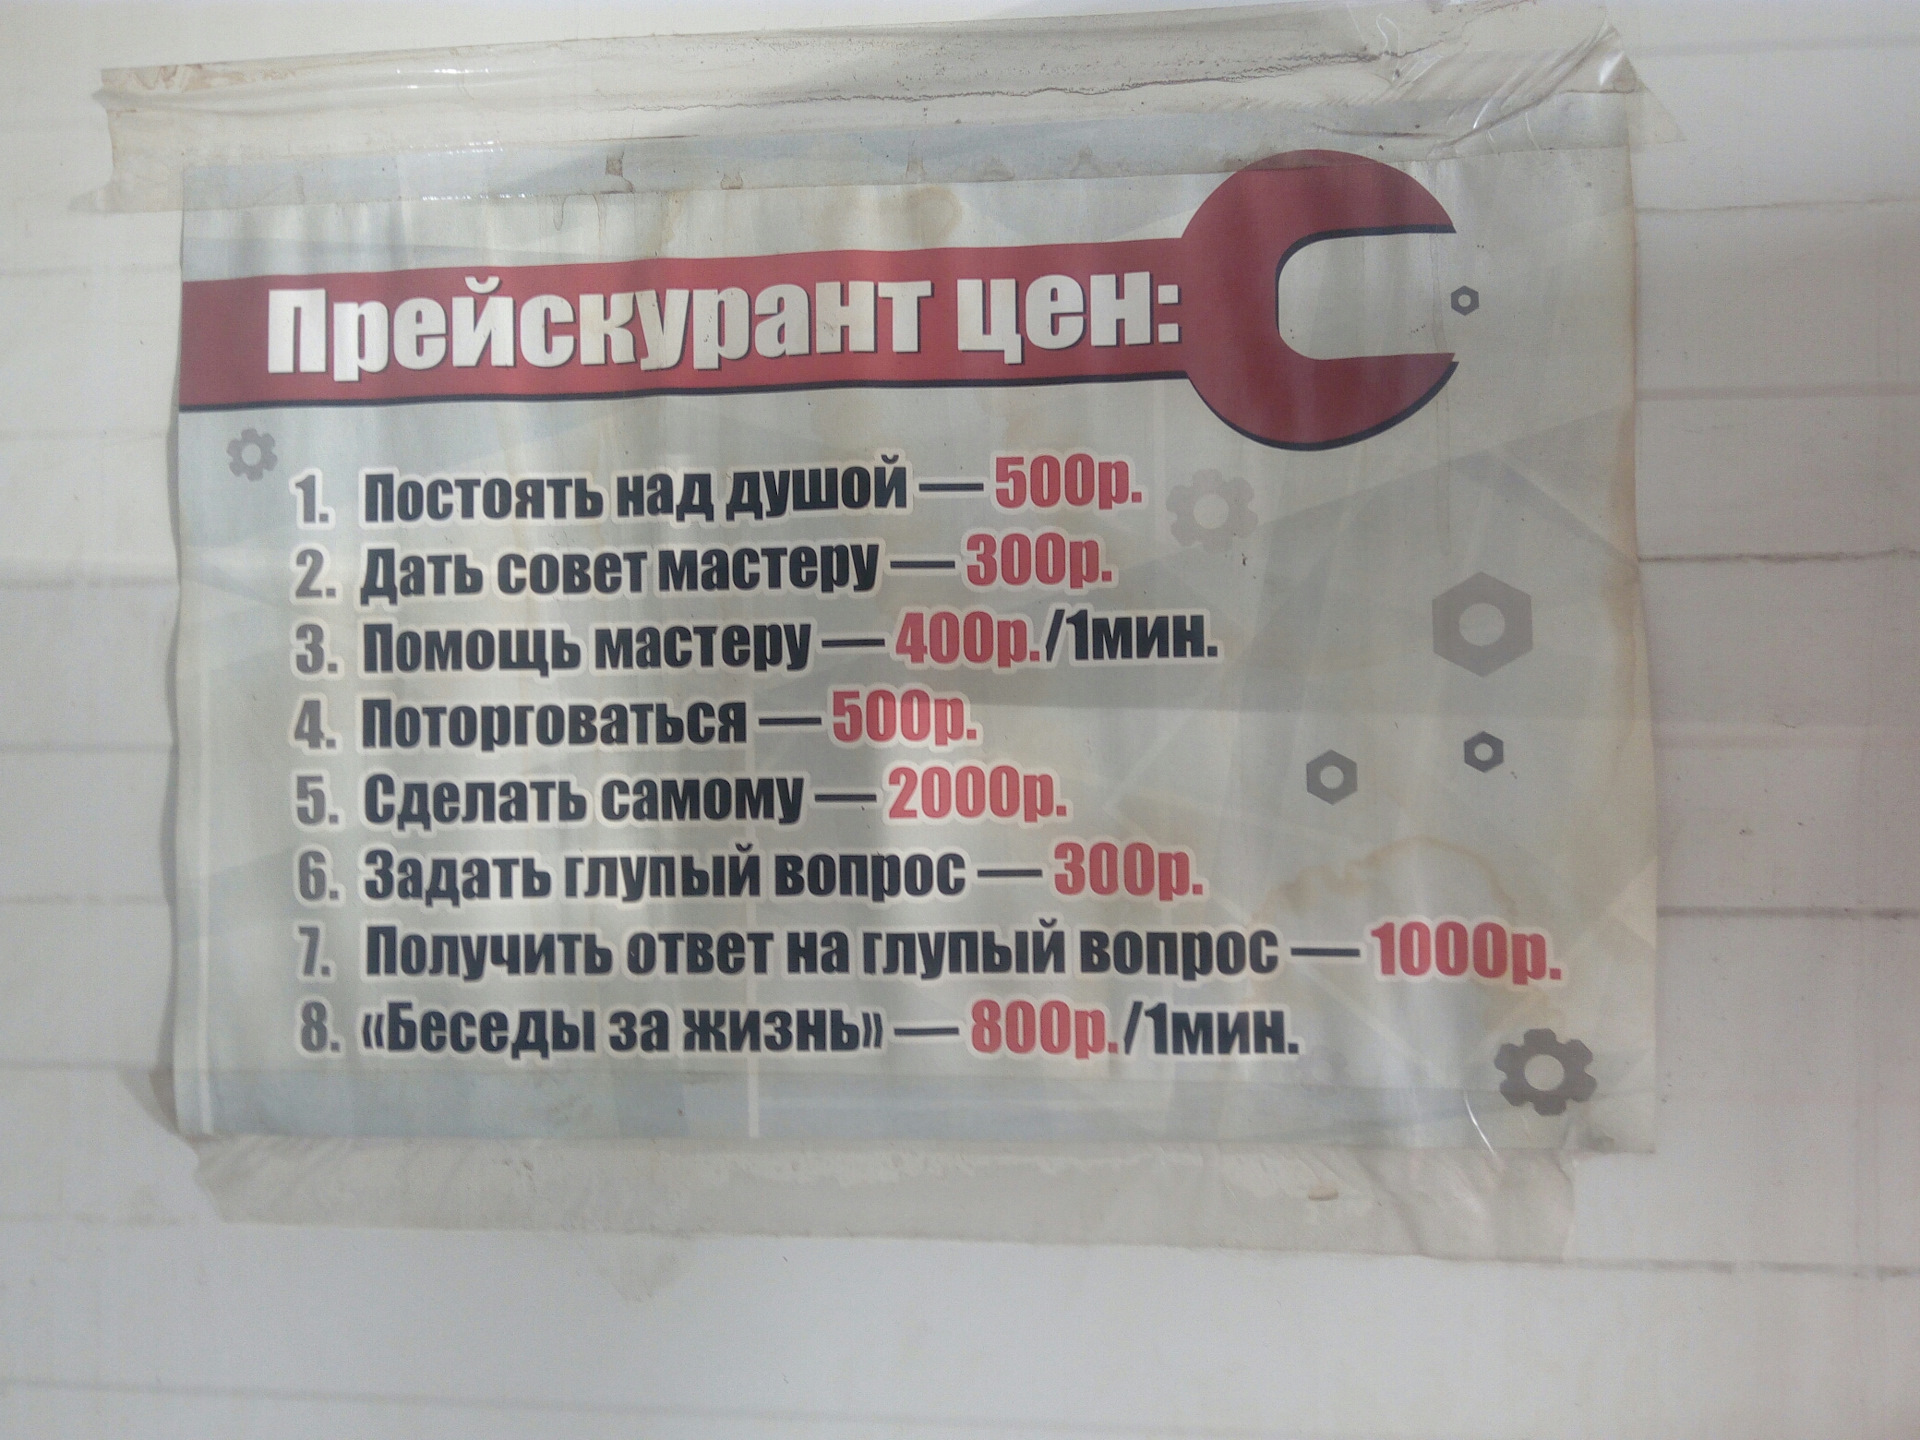 Прейскурант цен:
1. Постоять над душой — 500р.
2. Дать совет мастеру — 300р.
3. Помощь мастеру — 400р./1мин.
4. Поторговаться — 500р.
5. Сделать самому — 2000р.
6. Задать глупый вопрос — 300р.
7. Получить ответ на глупый вопрос — 1000р.
8. «Беседы за жизнь» — 800р./1мин.